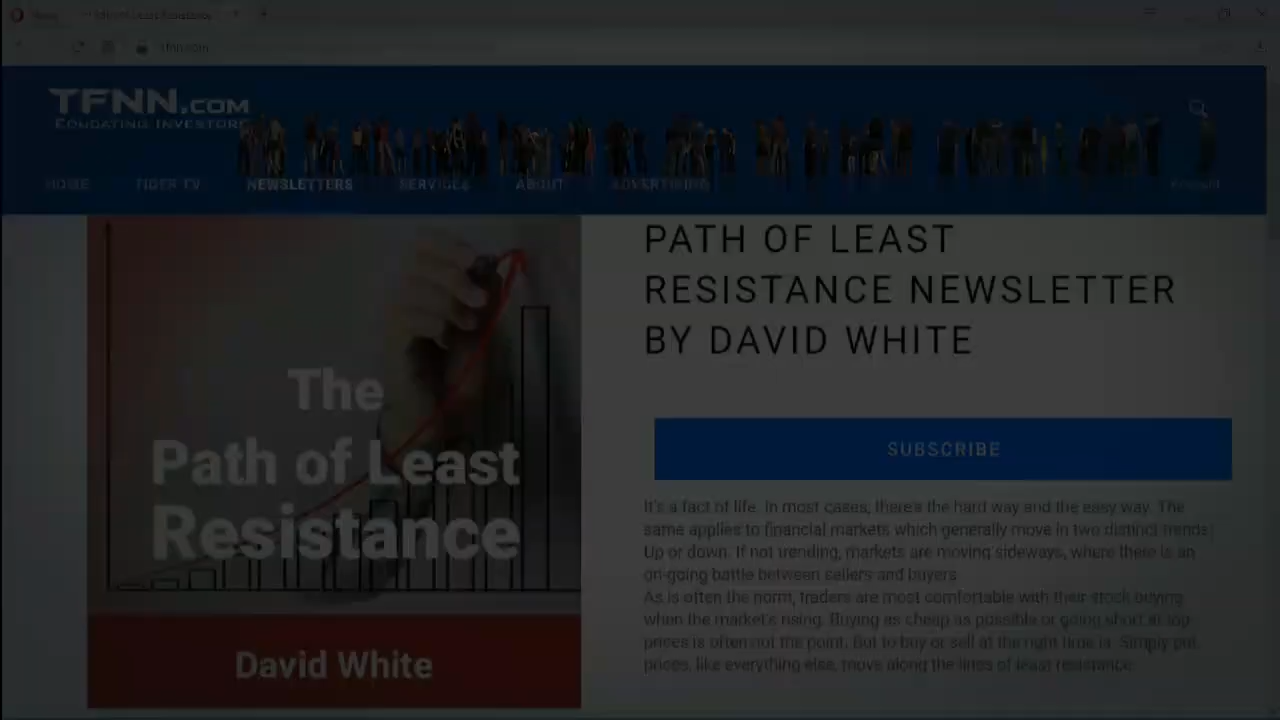 TFNN.COM
EDUCATING INVESTORS
HOME TIGER TV NEWSLETTERS SERVICES ABOUT ADVERTISING
PATH OF LEAST
RESISTANCE NEWSLETTER
BY DAVID WHITE
The
Path of Least
Resistance
David White
SUBSCRIBE
It's a fact of life. In most cases, there's the hard way and the easy way. The
same applies to financial markets which generally move in two distinct trends:
Up or down. If not trending, markets are moving sideways, where there is an
on-going battle between sellers and buyers.
As is often the norm, traders are most comfortable with their stock buying
when the market's rising. Buying as cheap as possible or going short at top
prices is often not the point. But to buy or sell at the right time is. Simply put,
prices, like everything else, move along the lines of least resistance.